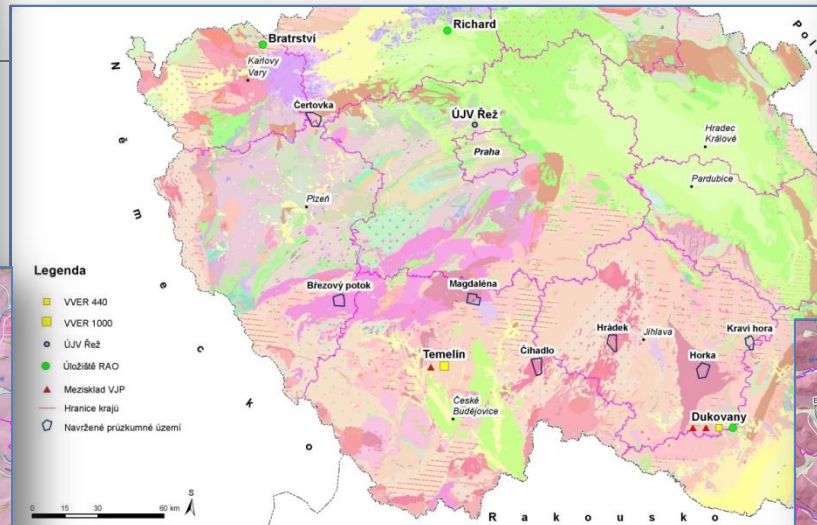 Richard
Bratrství
Karlovy
Vary
Čertovka
ÚJV Řež
Praha
Hradec
Králové
Pardubice
Plzeň
N ě m e c k o
Legenda
VVER 440
VVER 1000
ÚJV Řež
Úložiště RAO
Mezisklad VJP
Hranice krajů
Navržené průzkumné území
0 15 30 60 km
S
Březový potok
Magdaléna
Temelín
Čihadlo
Hrádek
Jihlava
Kraví hora
Horka
České
Budějovice
Dukovany
R a k o u s k o